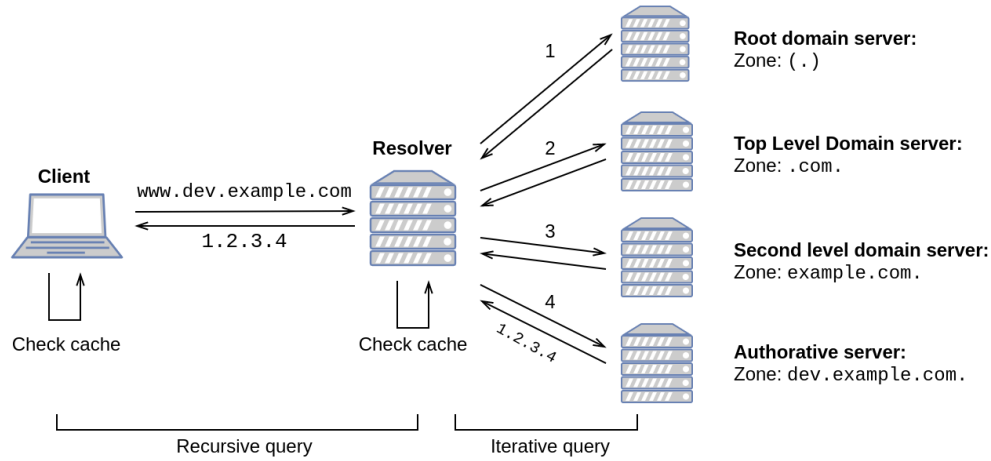 1
Root domain server:
Zone: (.)
Resolver
2
Top Level Domain server:
Zone: .com.
Client
www.dev.example.com
1.2.3.4
3
Second level domain server:
Zone: example.com.
Check cache
Check cache
4
1.2.3.4
Authorative server:
Zone: dev.example.com.
Recursive query
Iterative query